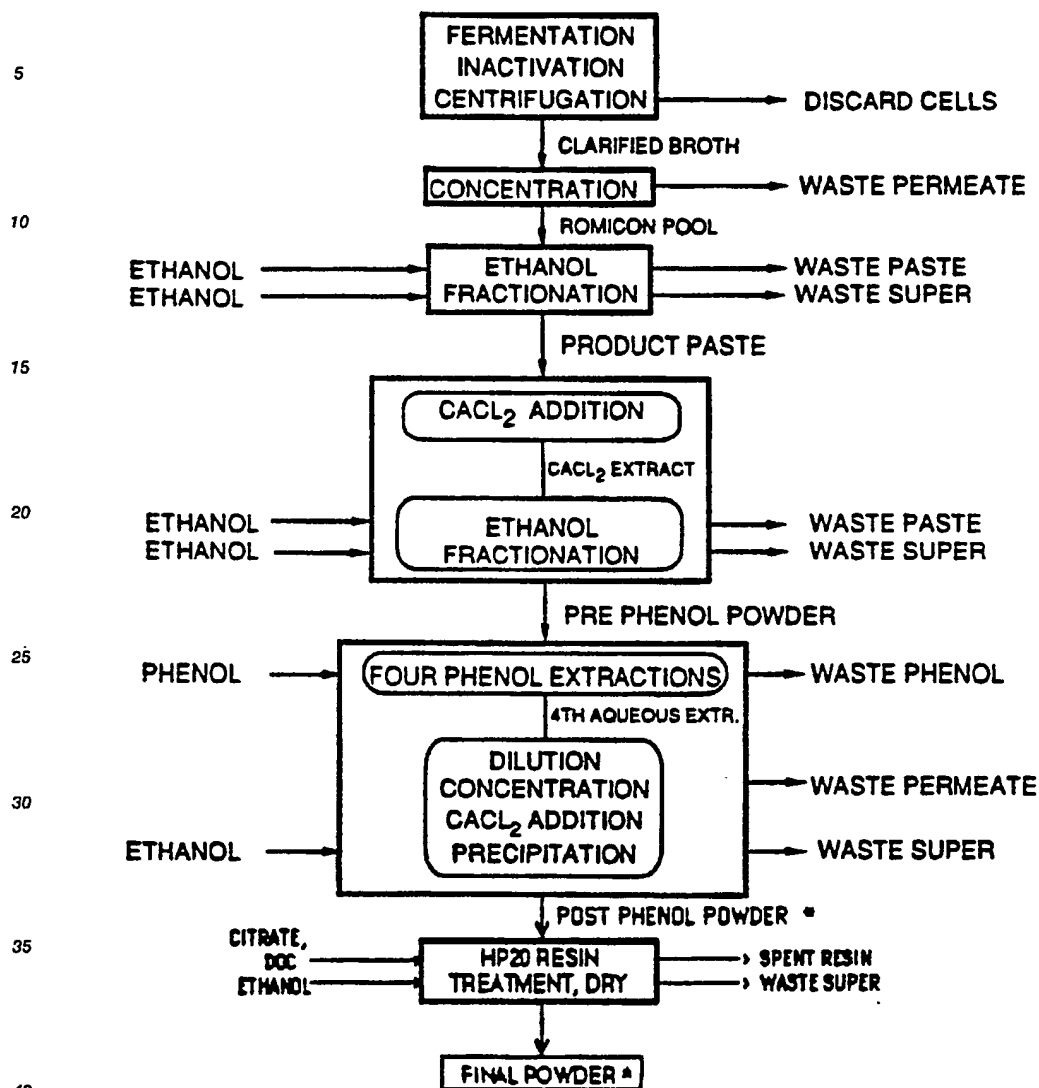 FERMENTATION
5 INACTIVATION
CENTRIFUGATION DISCARD CELLS
CLARIFIED BROTH
CONCENTRATION WASTE PERMEATE
10 ROMICON POOL
ETHANOL ETHANOL WASTE PASTE
ETHANOL FRACTIONATION WASTE SUPER
PRODUCT PASTE
15
CACL2 ADDITION
CACL2 EXTRACT
20 ETHANOL ETHANOL WASTE PASTE
ETHANOL FRACTIONATION WASTE SUPER
PRE PHENOL POWDER
25 PHENOL FOUR PHENOL EXTRACTIONS WASTE PHENOL
4TH AQUEOUS EXTR.
DILUTION
CONCENTRATION WASTE PERMEATE
30 CACL2 ADDITION
ETHANOL PRECIPITATION WASTE SUPER
POST PHENOL POWDER *
35 CITRATE,
DOC HP20 RESIN SPENT RESIN
ETHANOL TREATMENT, DRY WASTE SUPER
FINAL POWDER *